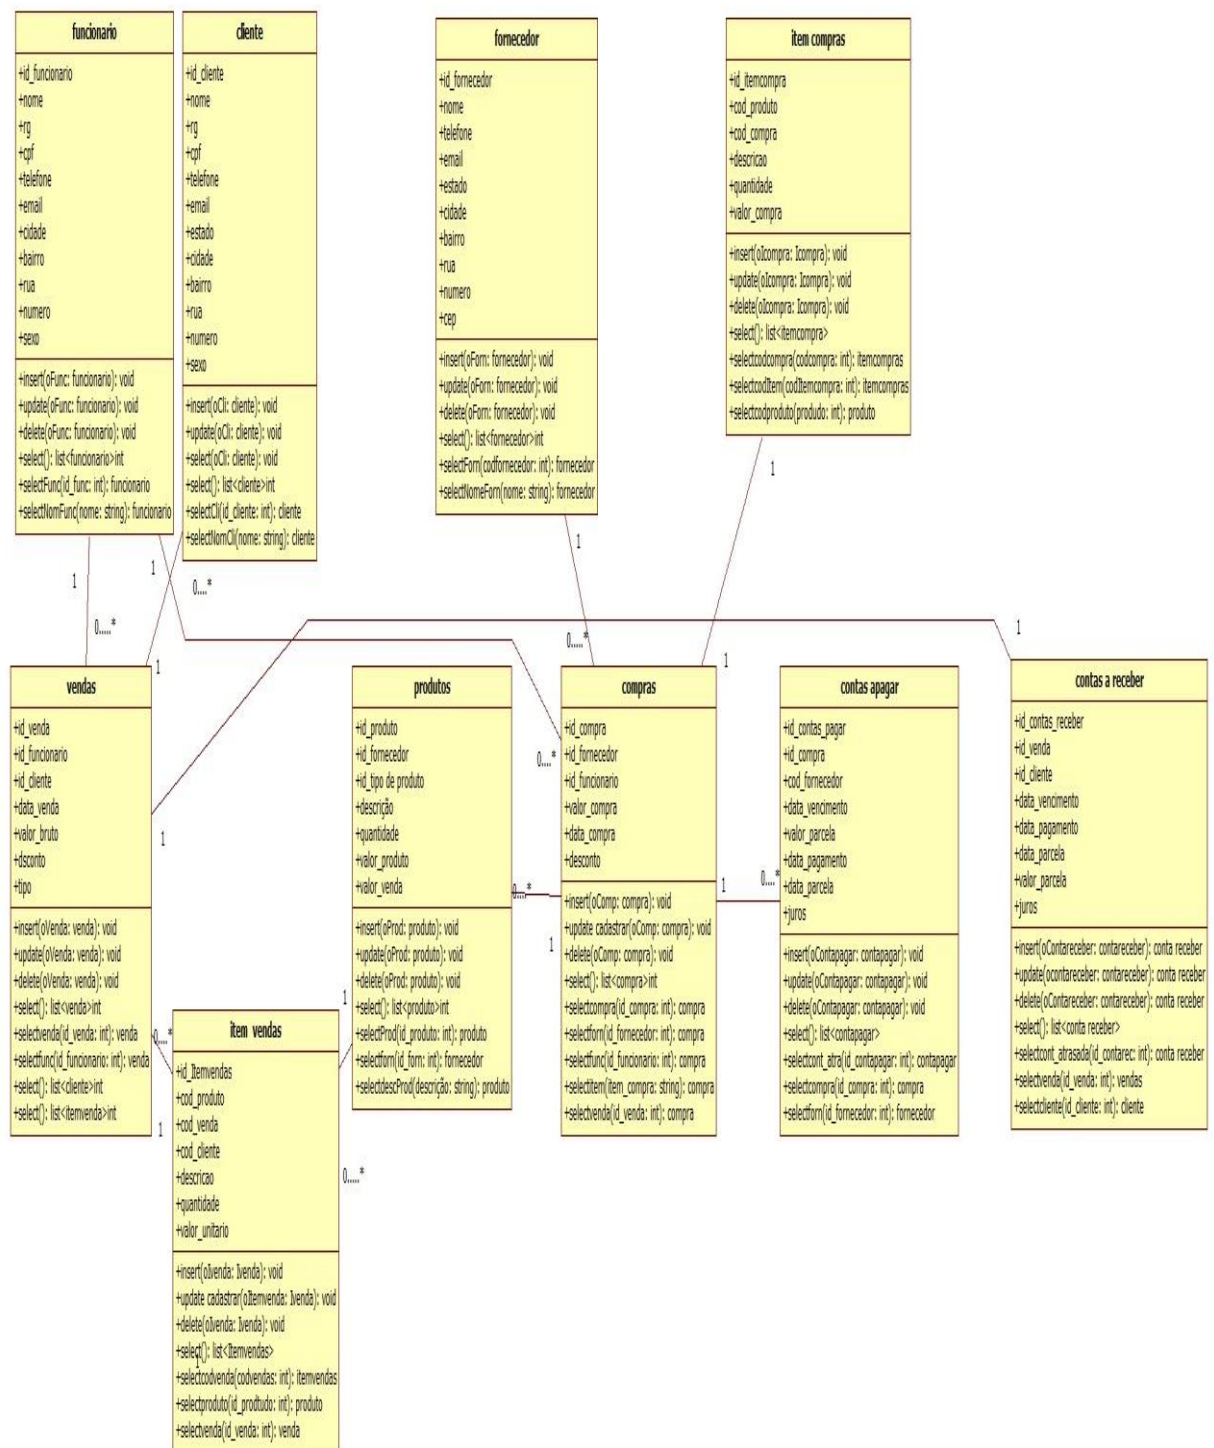 funcionario
+id_funcionario
+nome
+rg
+cpf
+telefone
+email
+cidade
+bairro
+rua
+numero
+sexo
+insert(oFunc: funcionario): void
+update(oFunc: funcionario): void
+delete(oFunc: funcionario): void
+select(): list<funcionario>int
+selectFunc(id_func: int): funcionario
+selectNomFunc(nome: string): funcionario
cliente
+id_cliente
+nome
+rg
+cpf
+telefone
+email
+estado
+cidade
+bairro
+rua
+numero
+sexo
+insert(oCli: cliente): void
+update(oCli: cliente): void
+select(oCli: cliente): void
+select(): list<cliente>int
+selectCli(id_cliente: int): cliente
+selectNomCli(nome: string): cliente
fornecedor
+id_fornecedor
+nome
+telefone
+email
+estado
+cidade
+bairro
+rua
+numero
+cep
+insert(oForn: fornecedor): void
+update(oForn: fornecedor): void
+delete(oForn: fornecedor): void
+select(): list<fornecedor>int
+selectForn(codfornecedor: int): fornecedor
+selectNomeForn(nome: string): fornecedor
item compras
+id_itemcompra
+cod_produto
+cod_compra
+descricao
+quantidade
+valor_compra
+insert(oIcompra: Icompra): void
+update(oIcompra: Icompra): void
+delete(oIcompra: Icompra): void
+select(): list<itemcompra>
+selectcodcompra(codcompra: int): itemcompras
+selectcodItem(codItemcompra: int): itemcompras
+selectcodproduto(produdo: int): produto
1
1
1
1
0....*
0.....*
0.....*
1
1
1
vendas
+id_venda
+id_funcionario
+id_cliente
+data_venda
+valor_bruto
+dsconto
+tipo
+insert(oVenda: venda): void
+update(oVenda: venda): void
+delete(oVenda: venda): void
+select(): list<venda>int
+selectvenda(id_venda: int): venda
+selectfunc(id_funcionario: int): venda
+select(): list<cliente>int
+select(): list<itemvenda>int
1
0....*
1
produtos
+id_produto
+id_fornecedor
+id_tipo de produto
+descrição
+quantidade
+valor_produto
+valor_venda
+insert(oProd: produto): void
+update(oProd: produto): void
+delete(oProd: produto): void
+select(): list<produto>int
+selectProd(id_produto: int): produto
+selectforn(id_forn: int): fornecedor
+selectdescProd(descrição: string): produto
1
0.....*
0....*
0....*
1
compras
+id_compra
+id_fornecedor
+id_funcionario
+valor_compra
+data_compra
+desconto
+insert(oComp: compra): void
+update cadastrar(oComp: compra): void
+delete(oComp: compra): void
+select(): list<compra>int
+selectcompra(id_compra: int): compra
+selectforn(id_fornecedor: int): compra
+selectfunc(id_funcionario: int): compra
+selectitem(item_compra: string): compra
+selectvenda(id_venda: int): compra
1
0....*
contas apagar
+id_contas_pagar
+id_compra
+cod_fornecedor
+data_vencimento
+valor_parcela
+data_pagamento
+data_parcela
+juros
+insert(oContapagar: contapagar): void
+update(oContapagar: contapagar): void
+delete(oContapagar: contapagar): void
+select(): list<contapagar>
+selectcont_atra(id_contapagar: int): contapagar
+selectcompra(id_compra: int): compra
+selectforn(id_fornecedor: int): fornecedor
contas a receber
+id_contas_receber
+id_venda
+id_cliente
+data_vencimento
+data_pagamento
+data_parcela
+valor_parcela
+juros
+insert(oContareceber: contareceber): conta receber
+update(ocontareceber: contareceber): conta receber
+delete(oContareceber: contareceber): conta receber
+select(): list<conta receber>
+selectcont_atrasada(id_contarec: int): conta receber
+selectvenda(id_venda: int): vendas
+selectcliente(id_cliente: int): cliente
item vendas
+id_Itemvendas
+cod_produto
+cod_venda
+cod_cliente
+descricao
+quantidade
+valor_unitario
+insert(oIvenda: Ivenda): void
+update cadastrar(oItemvenda: Ivenda): void
+delete(oIvenda: Ivenda): void
+select(): list<Itemvendas>
+selectcodvenda(codvendas: int): itemvendas
+selectproduto(id_prodtudo: int): produto
+selectvenda(id_venda: int): venda